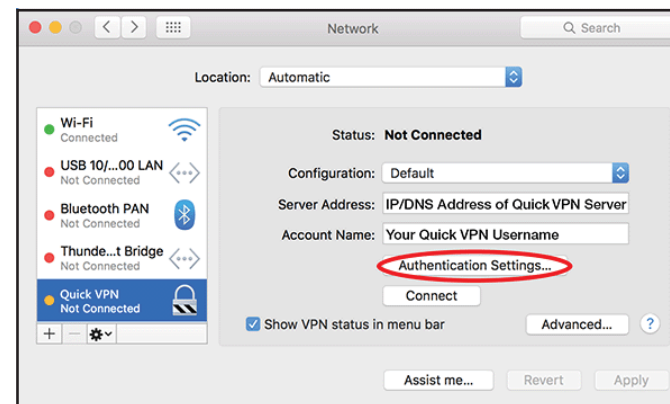 Network
Search
Location: Automatic
Wi-Fi
Connected
USB 10/...00 LAN
Not Connected
Bluetooth PAN
Not Connected
Thunde...t Bridge
Not Connected
Quick VPN
Not Connected
Status: Not Connected
Configuration: Default
Server Address: IP/DNS Address of Quick VPN Server
Account Name: Your Quick VPN Username
Authentication Settings...
Connect
Show VPN status in menu bar
Advanced... ?
Assist me... Revert Apply